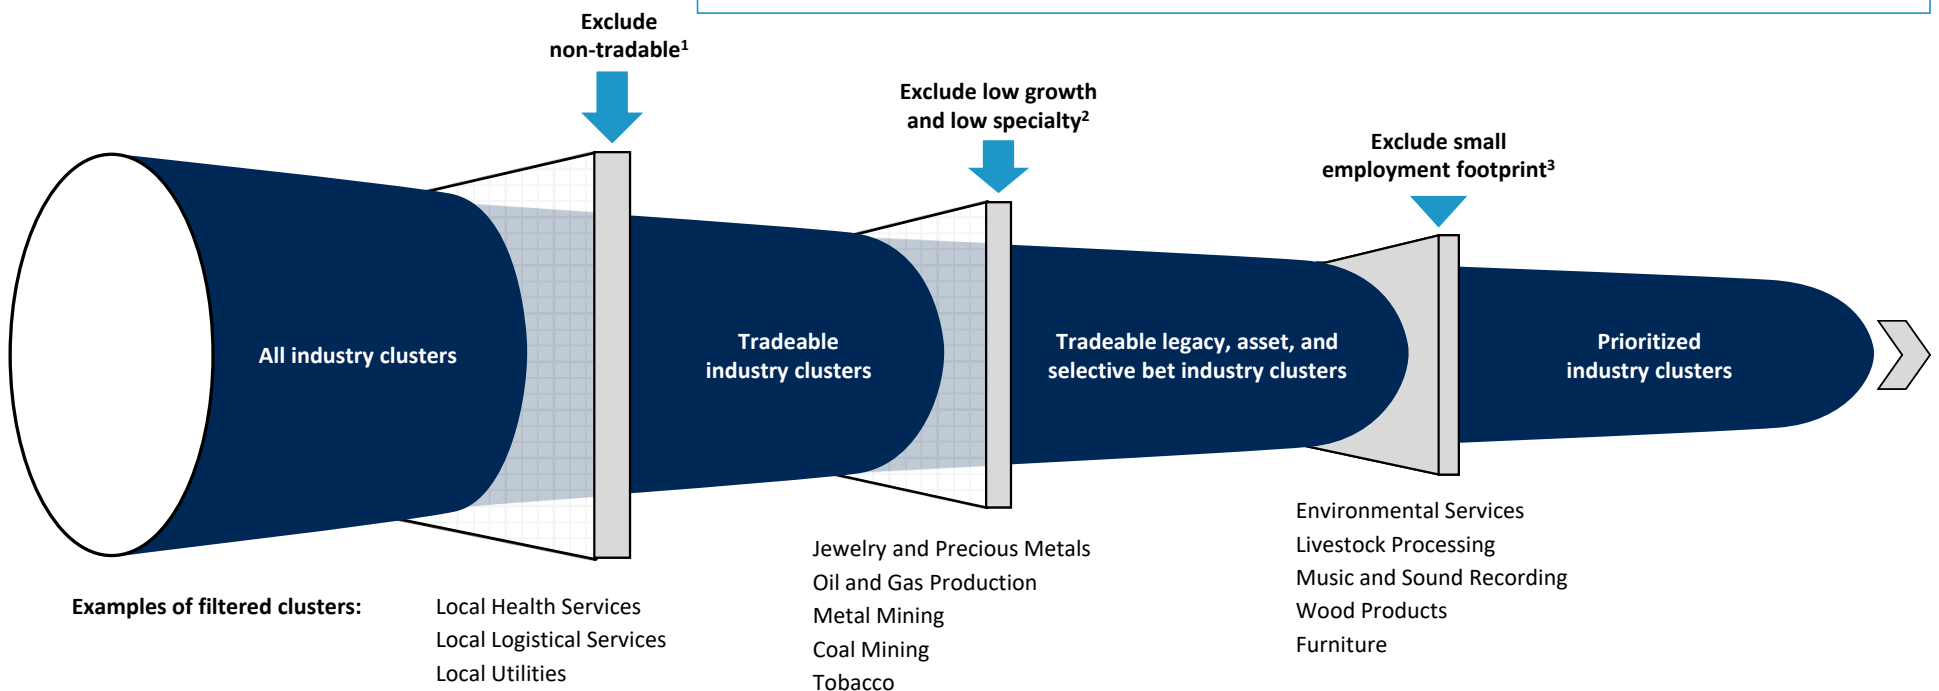 Exclude
non-tradable¹
Exclude low growth
and low specialty²
Exclude small
employment footprint³
All industry clusters
Tradeable
industry clusters
Tradeable legacy, asset, and
selective bet industry clusters
Prioritized
industry clusters
Examples of filtered clusters:
Local Health Services
Local Logistical Services
Local Utilities
Jewelry and Precious Metals
Oil and Gas Production
Metal Mining
Coal Mining
Tobacco
Environmental Services
Livestock Processing
Music and Sound Recording
Wood Products
Furniture